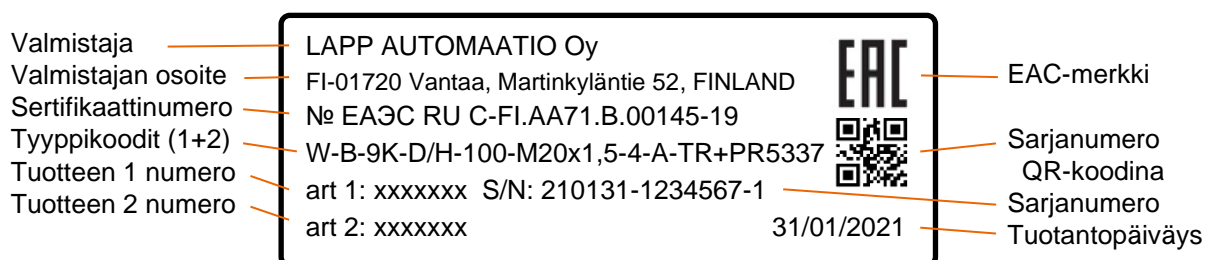 Valmistaja
Valmistajan osoite
Sertifikaattinumero
Tyyppikoodit (1+2)
Tuotteen 1 numero
Tuotteen 2 numero
LAPP AUTOMAATIO Oy
FI-01720 Vantaa, Martinkyläntie 52, FINLAND
№ ЕАЭС RU C-FI.AA71.B.00145-19
W-B-9K-D/H-100-M20x1,5-4-A-TR+PR5337
art 1: xxxxxxx S/N: 210131-1234567-1
art 2: xxxxxxx 31/01/2021
EAC
EAC-merkki
Sarjanumero
QR-koodina
Sarjanumero
Tuotantopäiväys